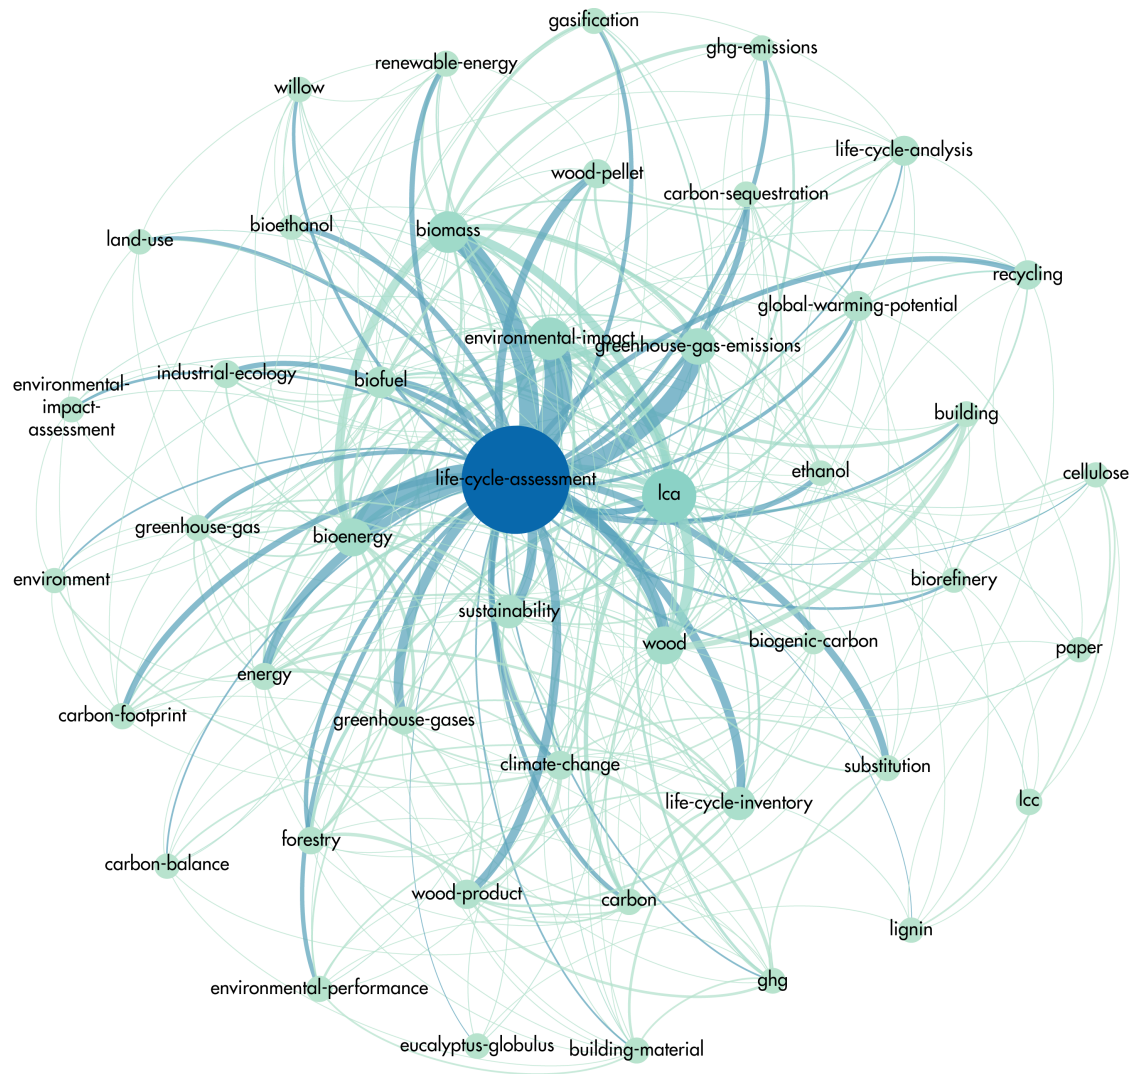 gasification
ghg-emissions
renewable-energy
willow
life-cycle-analysis
wood-pellet
carbon-sequestration
bioethanol
biomass
land-use
recycling
global-warming-potential
environmental-impact
greenhouse-gas-emissions
industrial-ecology
biofuel
environmental-
impact-
assessment
building
ethanol
cellulose
life-cycle-assessment
lca
greenhouse-gas
bioenergy
environment
biorefinery
sustainability
wood
biogenic-carbon
paper
energy
carbon-footprint
greenhouse-gases
climate-change
substitution
life-cycle-inventory
lcc
forestry
carbon-balance
wood-product
carbon
lignin
ghg
environmental-performance
eucalyptus-globulus
building-material